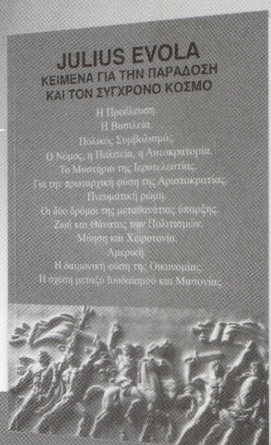 JULIUS EVOLA
ΚΕΙΜΕΝΑ ΓΙΑ ΤΗΝ ΠΑΡΑΔΟΣΗ
ΚΑΙ ΤΟΝ ΣΥΓΧΡΟΝΟ ΚΟΣΜΟ
Η Προέλευση.
Η Βασιλεία.
Πολικός Συμβολισμός.
Ο Νόμος, η Πολιτεία, η Αυτοκρατορία.
Το Μυστήριο της Ιεροτελεστίας.
Για την πρωταρχική φύση της Αριστοκρατίας.
Πνευματική ρώμη.
Οι δύο δρόμοι της μεταθανάτιας ύπαρξης.
Ζωή και Θάνατος των Πολιτισμών.
Μύηση και Χειροτονία.
Αμερική.
Η δαιμονική φύση της Οικονομίας.
Η σχέση μεταξύ Ιουδαϊσμού και Μασονίας.